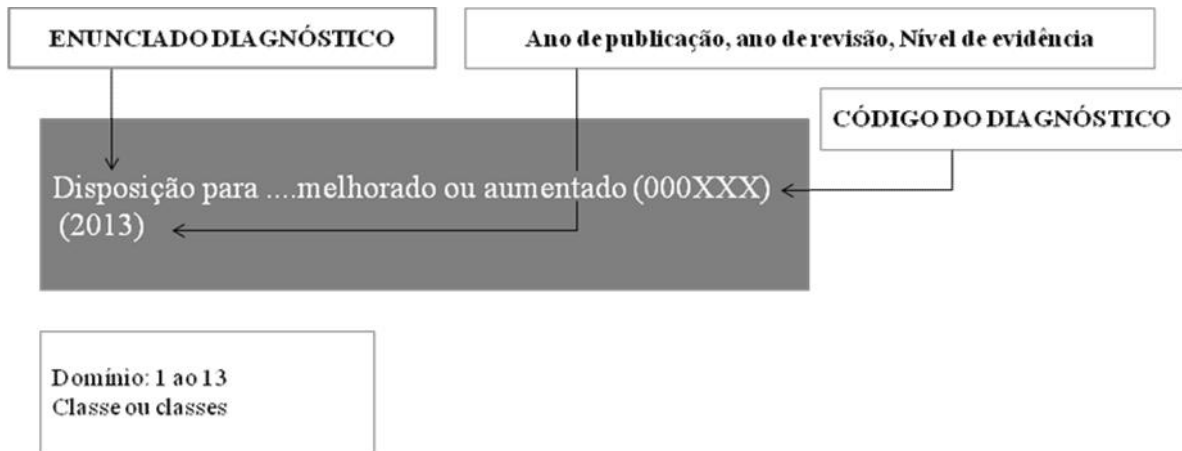 ENUNCIADO DIAGNÓSTICO
Ano de publicação, ano de revisão, Nível de evidência
CÓDIGO DO DIAGNÓSTICO
Disposição para ....melhorado ou aumentado (000XXX)
(2013)
Domínio: 1 ao 13
Classe ou classes